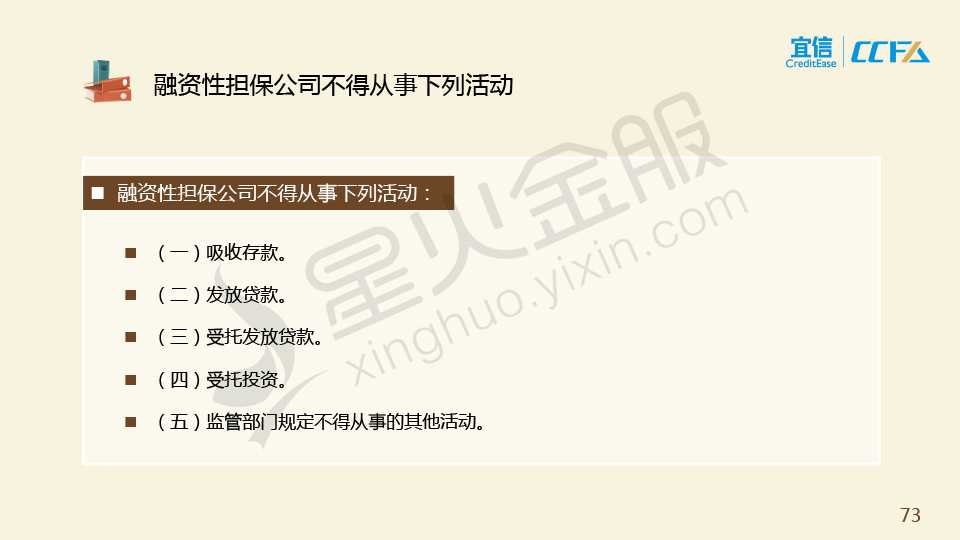 宜信
CreditEase
CCFA
融资性担保公司不得从事下列活动
融资性担保公司不得从事下列活动：
（一）吸收存款。
（二）发放贷款。
（三）受托发放贷款。
（四）受托投资。
（五）监管部门规定不得从事的其他活动。
星火金服
xinghuo.yixin.com
73